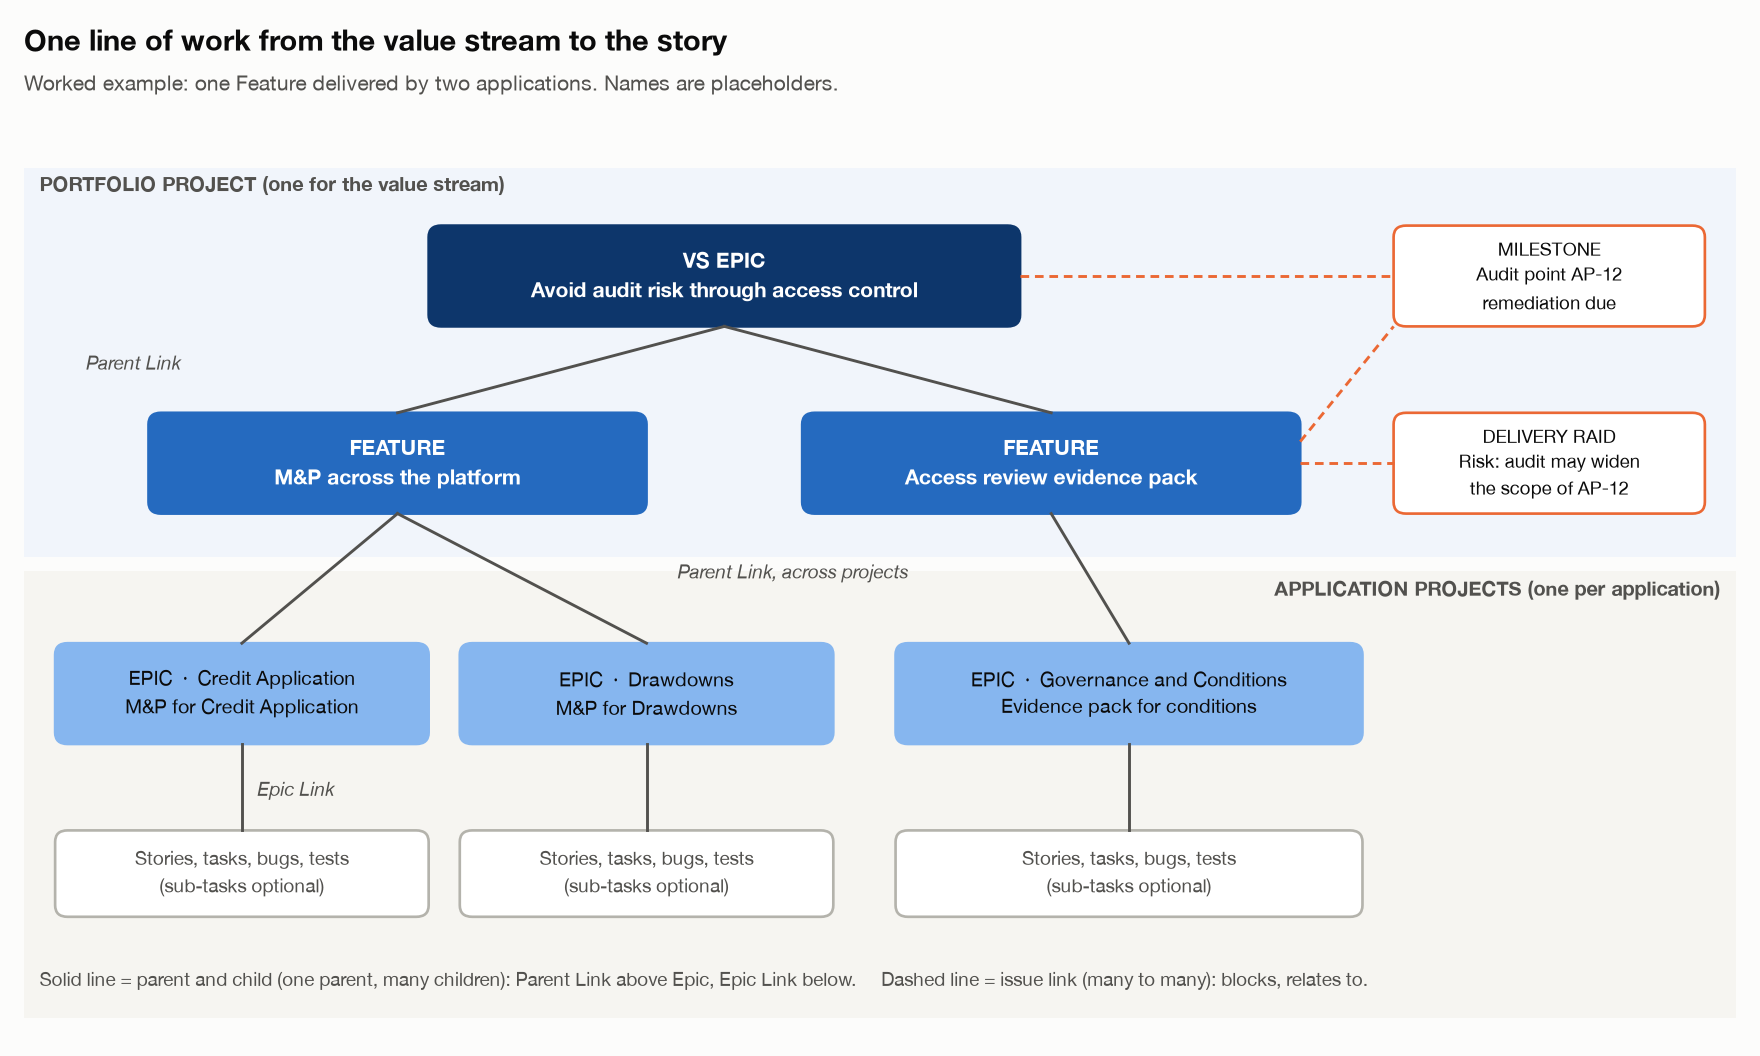 One line of work from the value stream to the story
Worked example: one Feature delivered by two applications. Names are placeholders.
PORTFOLIO PROJECT (one for the value stream)
VS EPIC
Avoid audit risk through access control
MILESTONE
Audit point AP-12
remediation due
Parent Link
FEATURE
M&P across the platform
FEATURE
Access review evidence pack
DELIVERY RAID
Risk: audit may widen
the scope of AP-12
Parent Link, across projects
APPLICATION PROJECTS (one per application)
EPIC · Credit Application
M&P for Credit Application
EPIC · Drawdowns
M&P for Drawdowns
EPIC · Governance and Conditions
Evidence pack for conditions
Epic Link
Stories, tasks, bugs, tests
(sub-tasks optional)
Stories, tasks, bugs, tests
(sub-tasks optional)
Stories, tasks, bugs, tests
(sub-tasks optional)
Solid line = parent and child (one parent, many children): Parent Link above Epic, Epic Link below.
Dashed line = issue link (many to many): blocks, relates to.